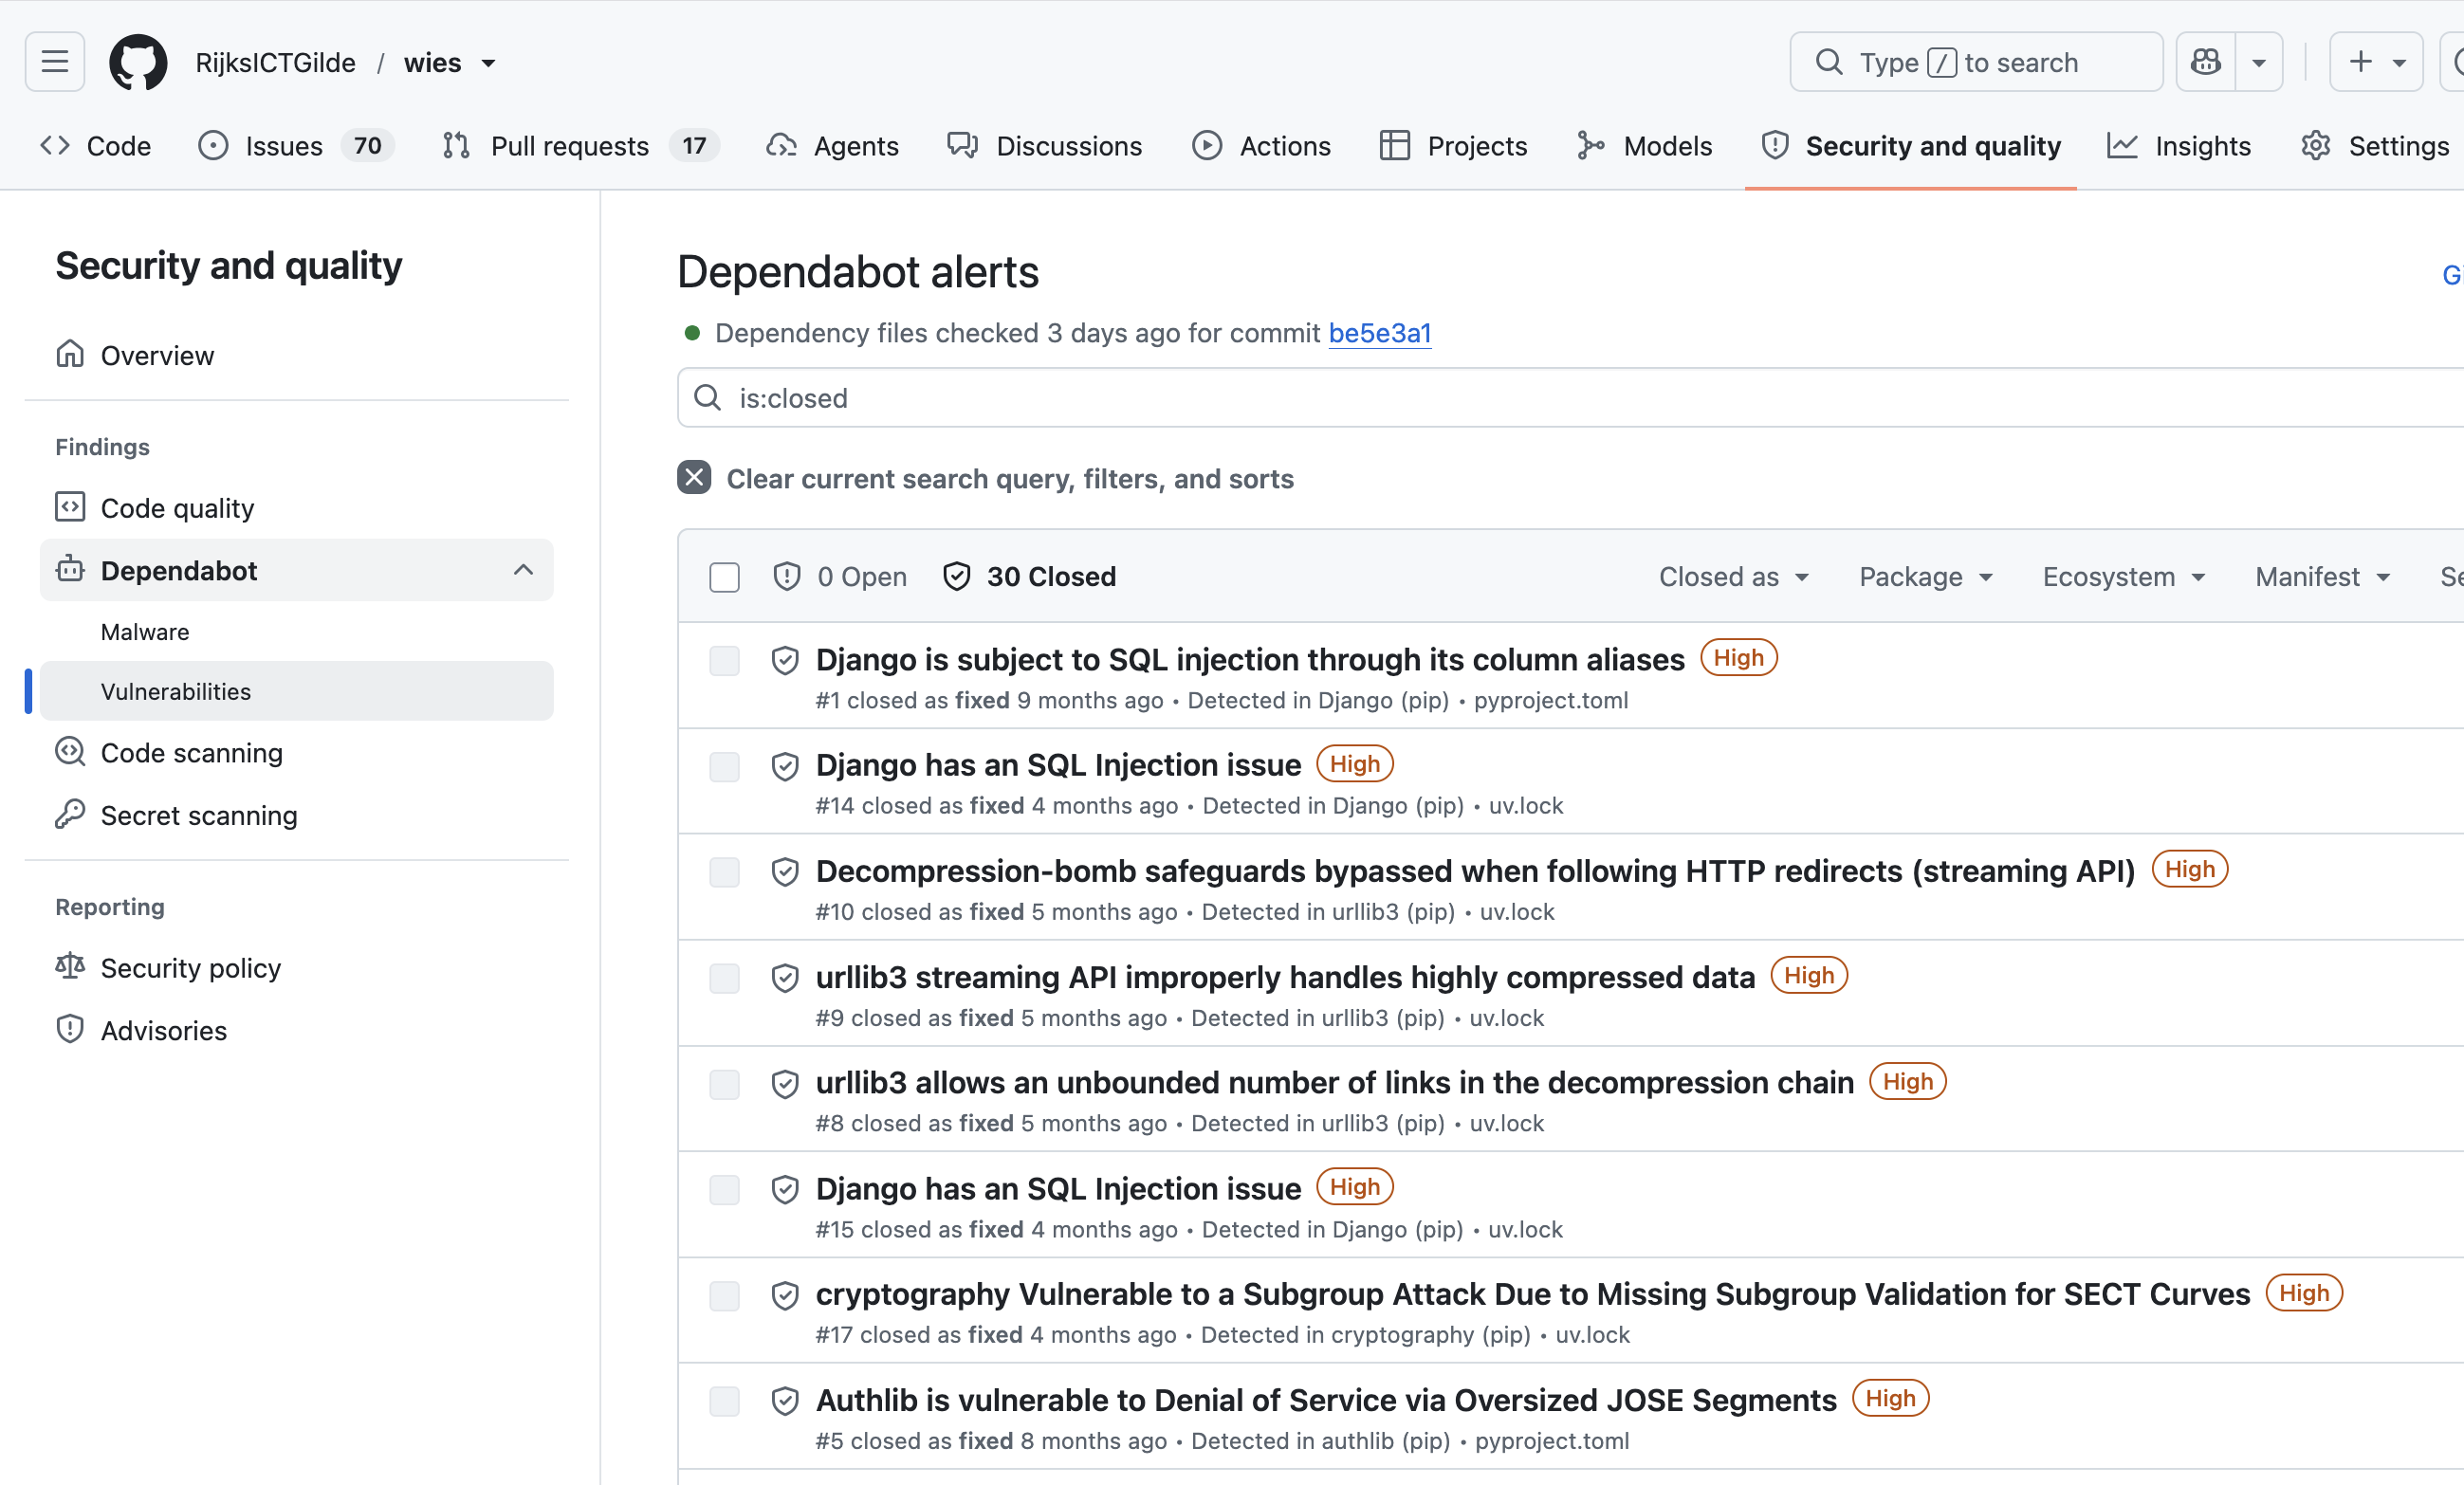 RijksICTGilde / wies
Type / to search
Code
Issues 70
Pull requests 17
Agents
Discussions
Actions
Projects
Models
Security and quality
Insights
Settings
Security and quality
Overview
Findings
Code quality
Dependabot
Malware
Vulnerabilities
Code scanning
Secret scanning
Reporting
Security policy
Advisories
Dependabot alerts
Dependency files checked 3 days ago for commit be5e3a1
is:closed
Clear current search query, filters, and sorts
0 Open 30 Closed Closed as Package Ecosystem Manifest
Django is subject to SQL injection through its column aliases High
#1 closed as fixed 9 months ago • Detected in Django (pip) • pyproject.toml
Django has an SQL Injection issue High
#14 closed as fixed 4 months ago • Detected in Django (pip) • uv.lock
Decompression-bomb safeguards bypassed when following HTTP redirects (streaming API) High
#10 closed as fixed 5 months ago • Detected in urllib3 (pip) • uv.lock
urllib3 streaming API improperly handles highly compressed data High
#9 closed as fixed 5 months ago • Detected in urllib3 (pip) • uv.lock
urllib3 allows an unbounded number of links in the decompression chain High
#8 closed as fixed 5 months ago • Detected in urllib3 (pip) • uv.lock
Django has an SQL Injection issue High
#15 closed as fixed 4 months ago • Detected in Django (pip) • uv.lock
cryptography Vulnerable to a Subgroup Attack Due to Missing Subgroup Validation for SECT Curves High
#17 closed as fixed 4 months ago • Detected in cryptography (pip) • uv.lock
Authlib is vulnerable to Denial of Service via Oversized JOSE Segments High
#5 closed as fixed 8 months ago • Detected in authlib (pip) • pyproject.toml